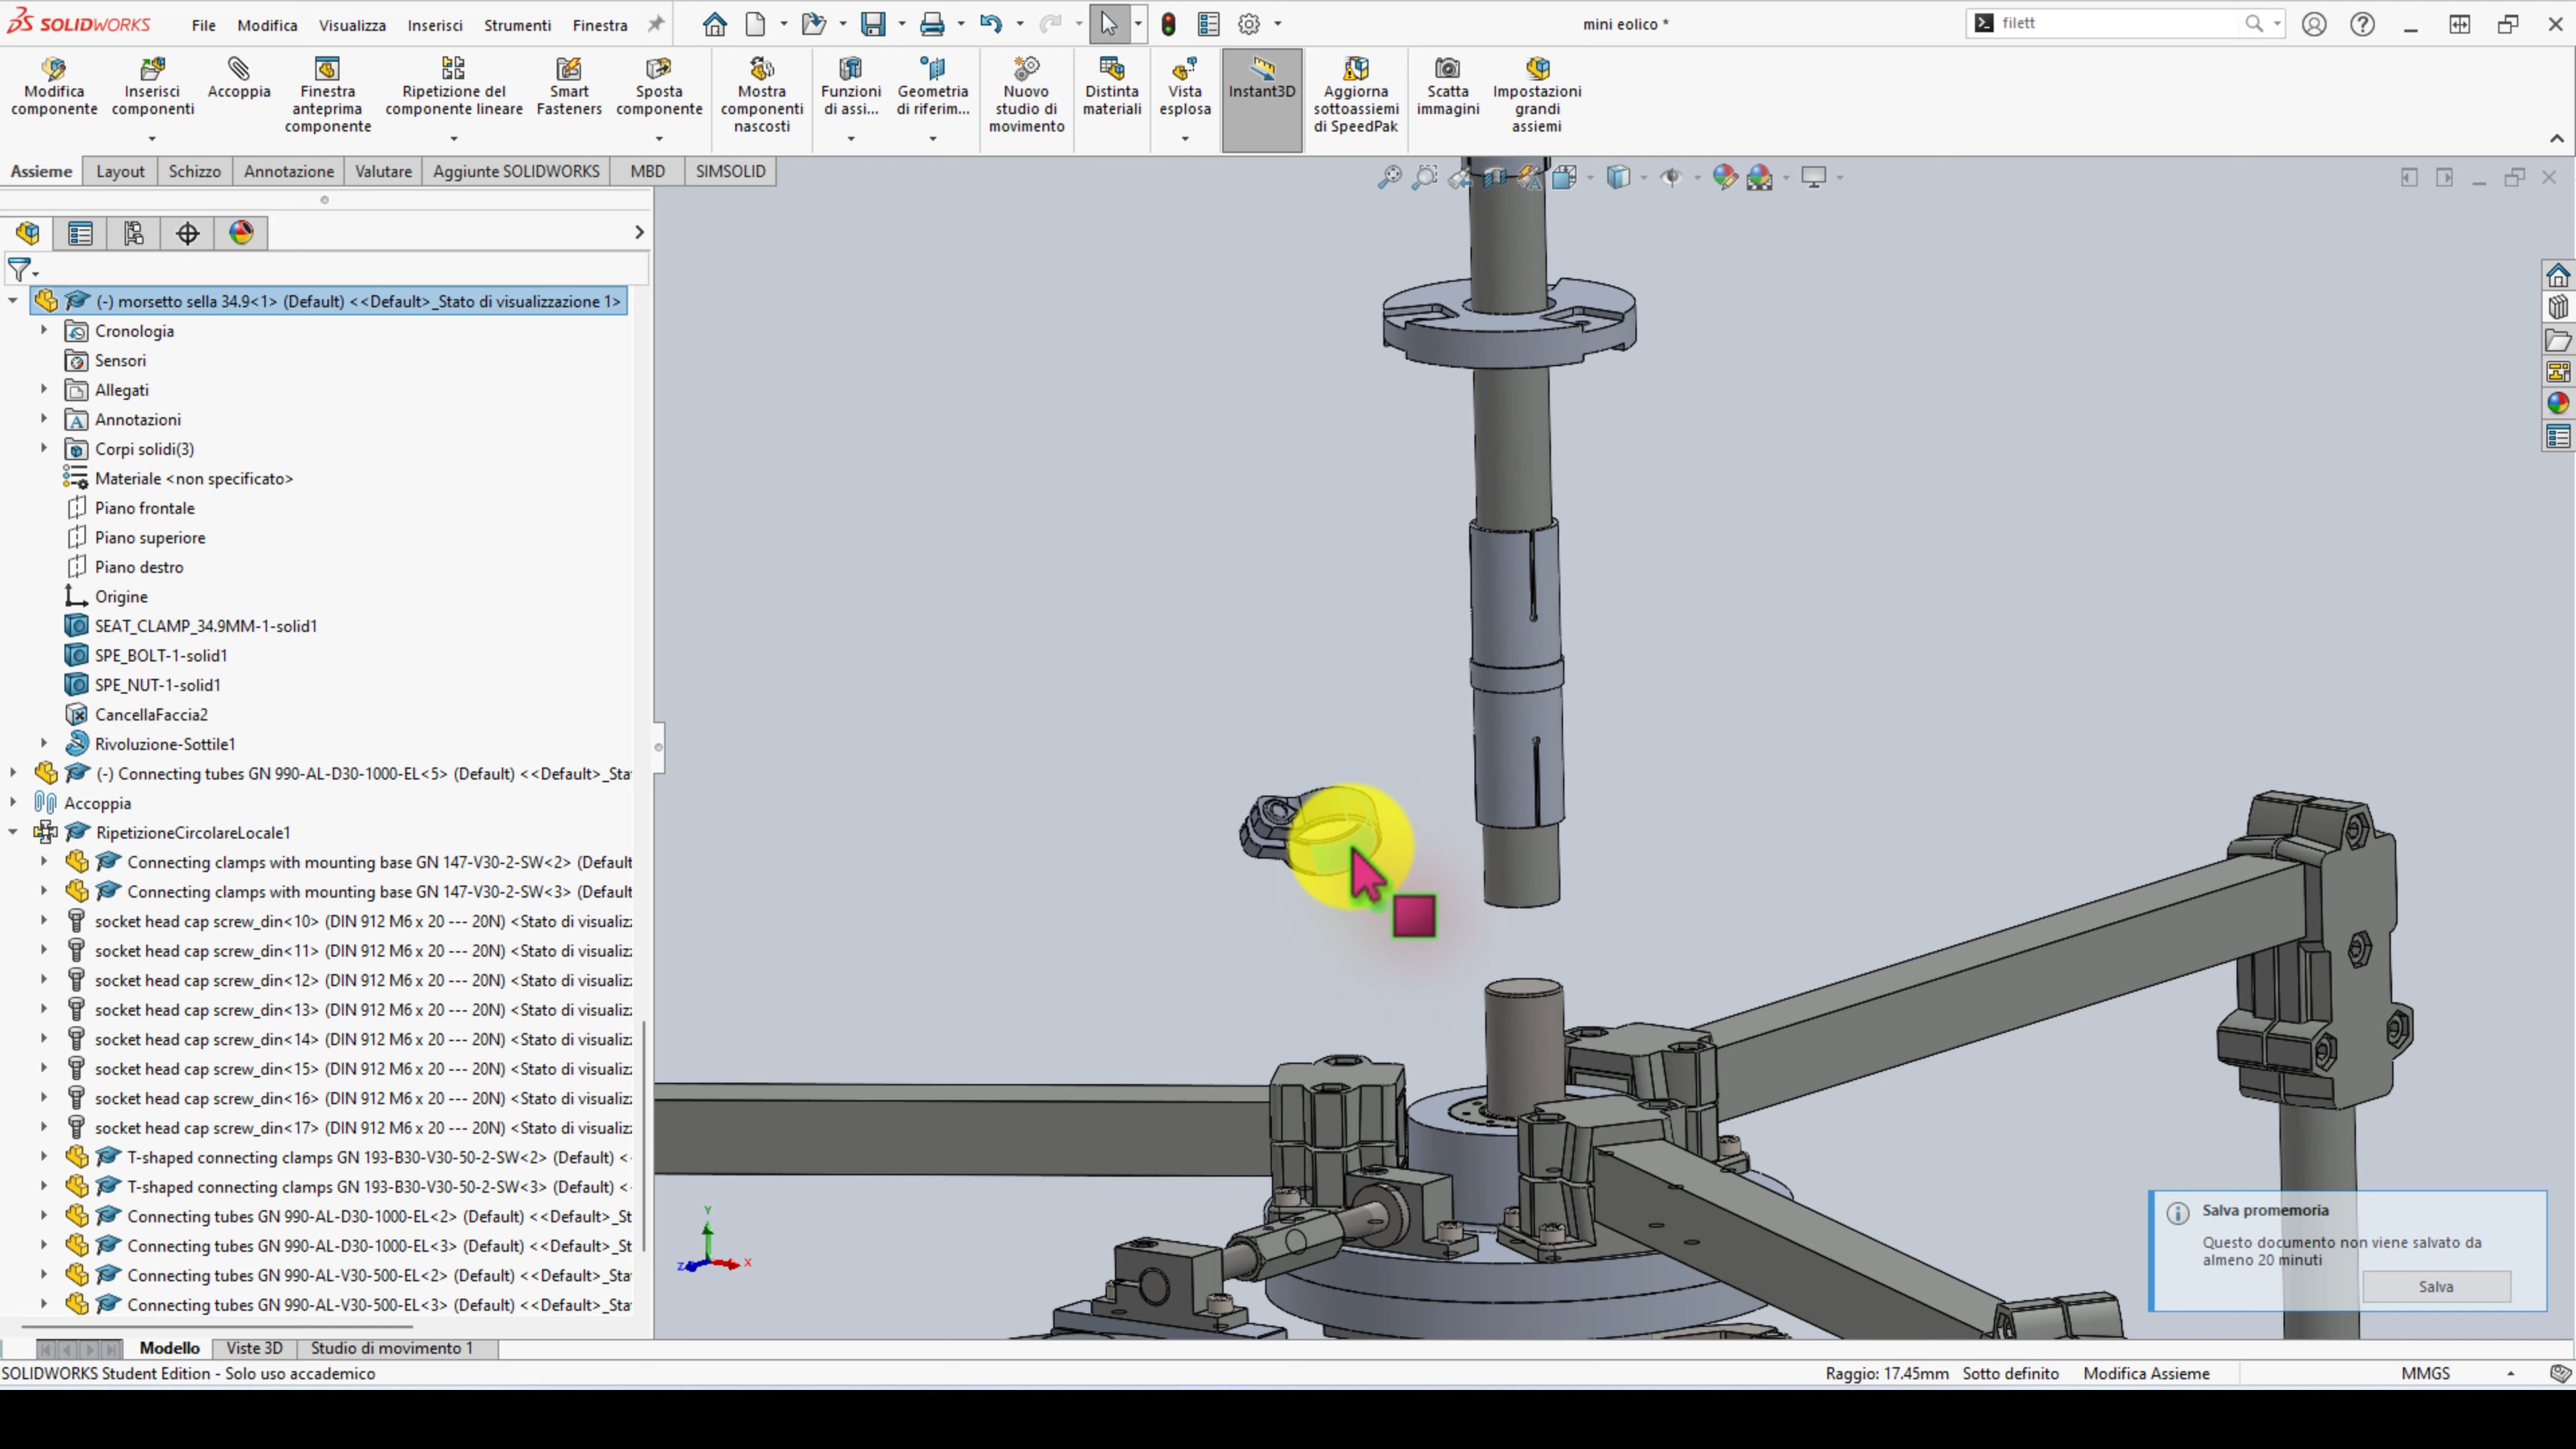 SOLIDWORKS
File Modifica Visualizza Inserisci Strumenti Finestra
mini eolico *
filett
Modifica componente
Inserisci componenti
Accoppia
Finestra anteprima componente
Ripetizione del componente lineare
Smart Fasteners
Sposta componente
Mostra componenti nascosti
Funzioni di assi...
Geometria di riferim...
Nuovo studio di movimento
Distinta materiali
Vista esplosa
Instant3D
Aggiorna sottoassiemi di SpeedPak
Scatta immagini
Impostazioni grandi assiemi
Assieme Layout Schizzo Annotazione Valutare Aggiunte SOLIDWORKS MBD SIMSOLID
(-) morsetto sella 34.9<1> (Default) <<Default>_Stato di visualizzazione 1>
Cronologia
Sensori
Allegati
Annotazioni
Corpi solidi(3)
Materiale <non specificato>
Piano frontale
Piano superiore
Piano destro
Origine
SEAT_CLAMP_34.9MM-1-solid1
SPE_BOLT-1-solid1
SPE_NUT-1-solid1
CancellaFaccia2
Rivoluzione-Sottile1
(-) Connecting tubes GN 990-AL-D30-1000-EL<5> (Default) <<Default>_Sta
Accoppia
RipetizioneCircolareLocale1
Connecting clamps with mounting base GN 147-V30-2-SW<2> (Default
Connecting clamps with mounting base GN 147-V30-2-SW<3> (Default
socket head cap screw_din<10> (DIN 912 M6 x 20 --- 20N) <Stato di visualiz
socket head cap screw_din<11> (DIN 912 M6 x 20 --- 20N) <Stato di visualiz
socket head cap screw_din<12> (DIN 912 M6 x 20 --- 20N) <Stato di visualiz
socket head cap screw_din<13> (DIN 912 M6 x 20 --- 20N) <Stato di visualiz
socket head cap screw_din<14> (DIN 912 M6 x 20 --- 20N) <Stato di visualiz
socket head cap screw_din<15> (DIN 912 M6 x 20 --- 20N) <Stato di visualiz
socket head cap screw_din<16> (DIN 912 M6 x 20 --- 20N) <Stato di visualiz
socket head cap screw_din<17> (DIN 912 M6 x 20 --- 20N) <Stato di visualiz
T-shaped connecting clamps GN 193-B30-V30-50-2-SW<2> (Default) <
T-shaped connecting clamps GN 193-B30-V30-50-2-SW<3> (Default) <
Connecting tubes GN 990-AL-D30-1000-EL<2> (Default) <<Default>_St
Connecting tubes GN 990-AL-D30-1000-EL<3> (Default) <<Default>_St
Connecting tubes GN 990-AL-V30-500-EL<2> (Default) <<Default>_Sta
Connecting tubes GN 990-AL-V30-500-EL<3> (Default) <<Default>_Sta
Y
Z
X
Salva promemoria
Questo documento non viene salvato da
almeno 20 minuti
Salva
Modello Viste 3D Studio di movimento 1
SOLIDWORKS Student Edition - Solo uso accademico
Raggio: 17.45mm Sotto definito Modifica Assieme MMGS